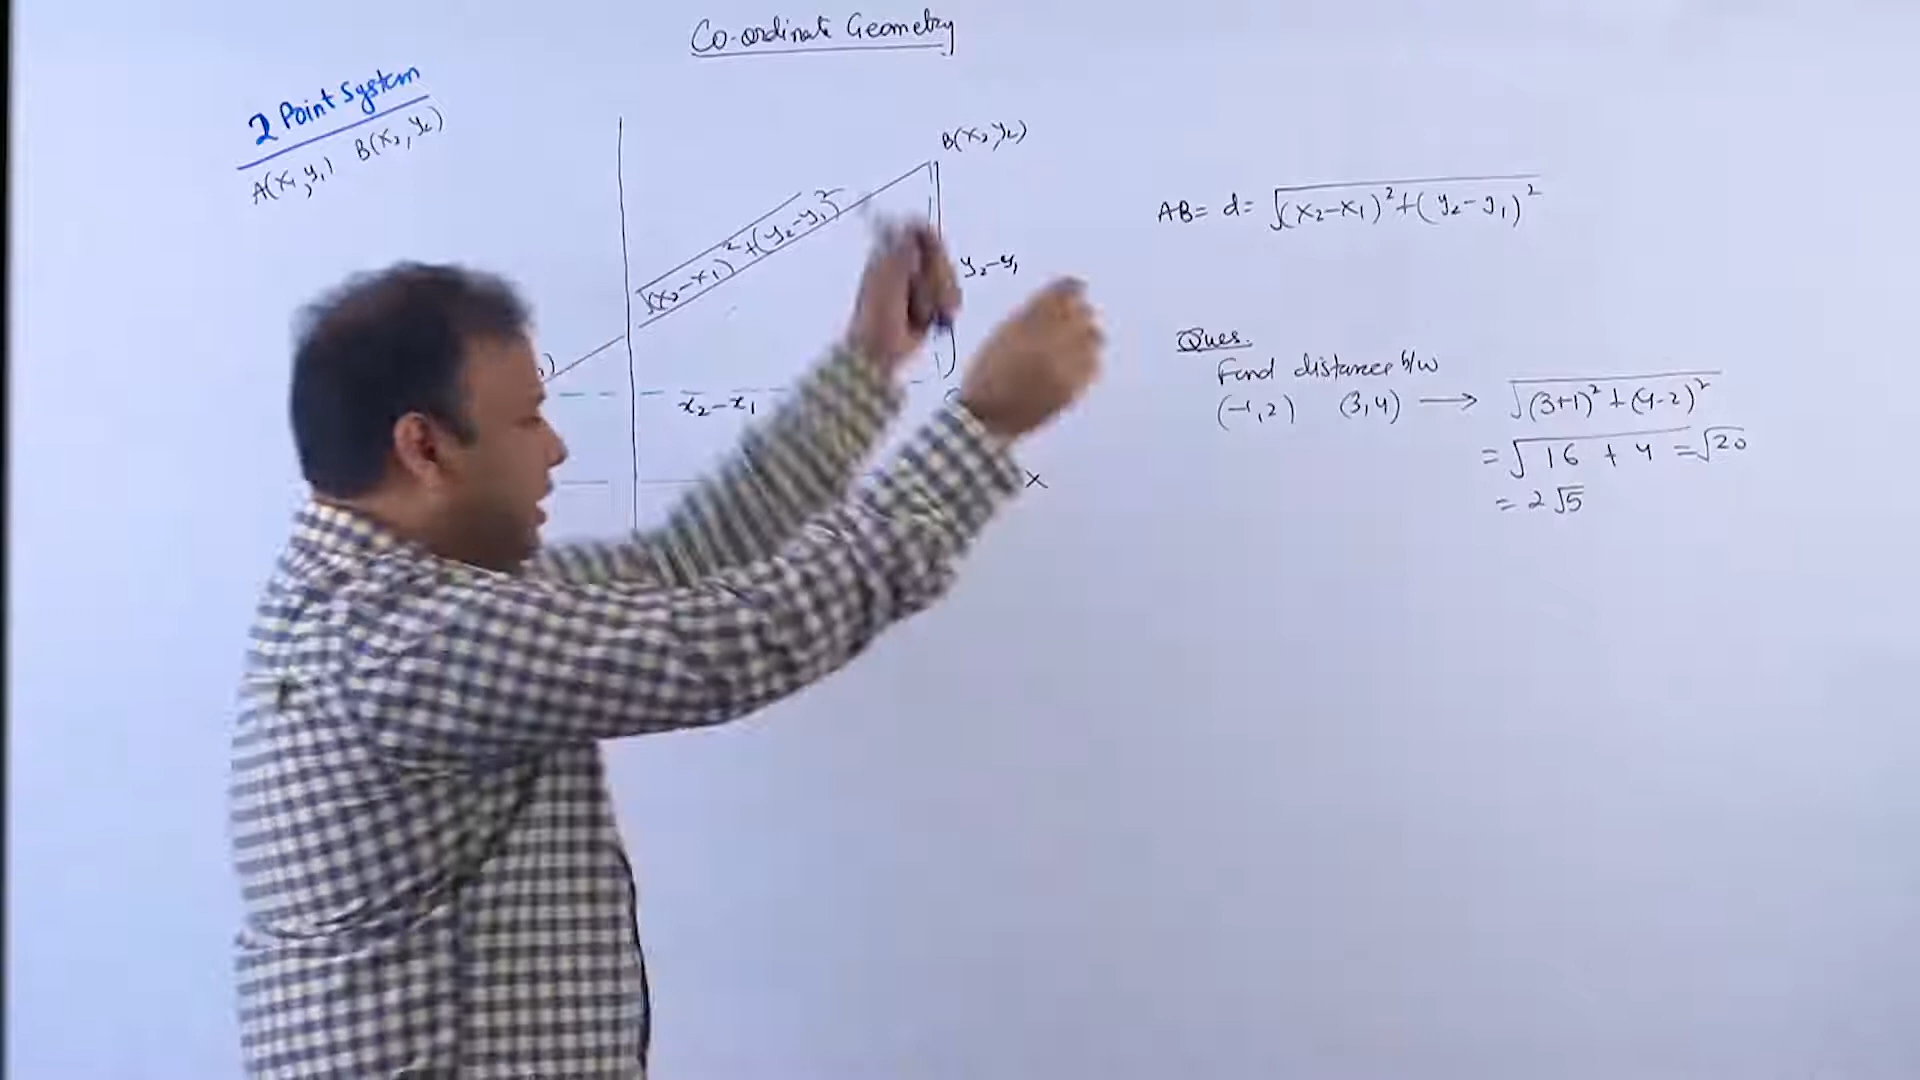 Co-ordinate Geometry
2 Point System
A(x₁, y₁) B(x₂, y₂)
B(x₂, y₂)
√(x₂-x₁)² + (y₂-y₁)²
y₂-y₁
)
x₂-x₁
X
AB = d = √(x₂-x₁)² + (y₂-y₁)²
Ques.
Find distance b/w
(-1, 2) (3, 4) → √(3+1)² + (4-2)²
= √16 + 4 = √20
= 2√5